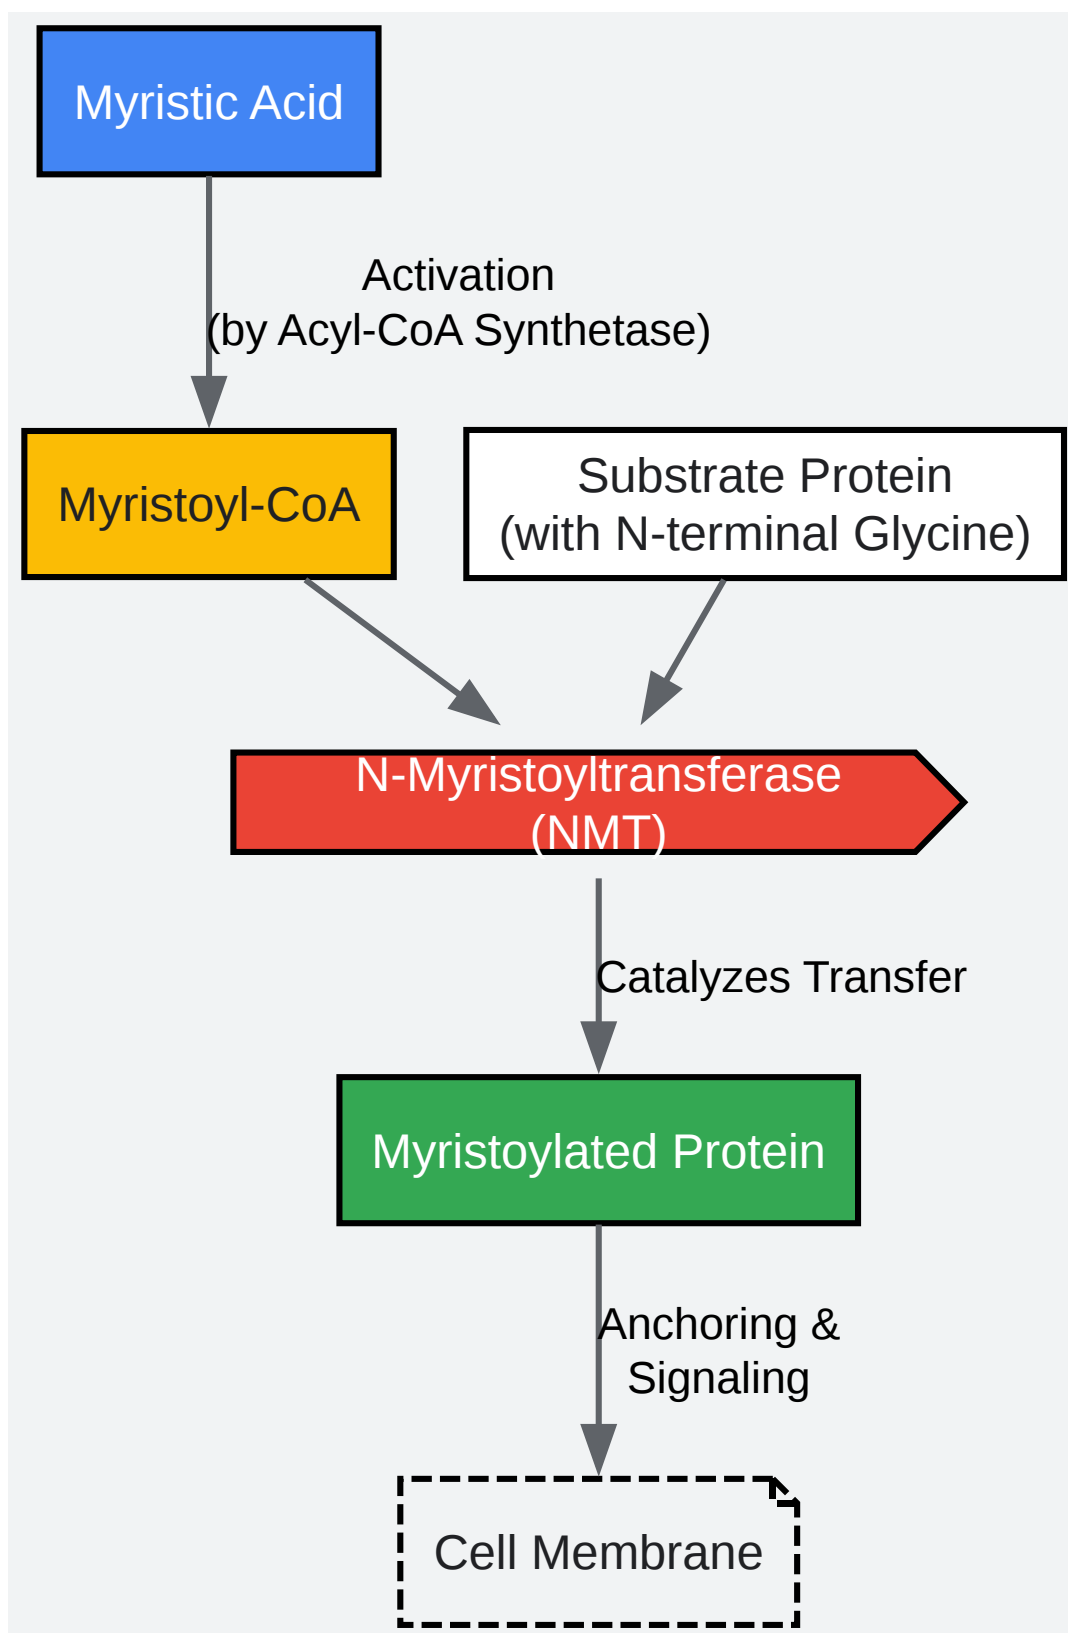 Myristic Acid
Activation
(by Acyl-CoA Synthetase)
Myristoyl-CoA
Substrate Protein
(with N-terminal Glycine)
N-Myristoyltransferase
(NMT)
Catalyzes Transfer
Myristoylated Protein
Anchoring &
Signaling
Cell Membrane